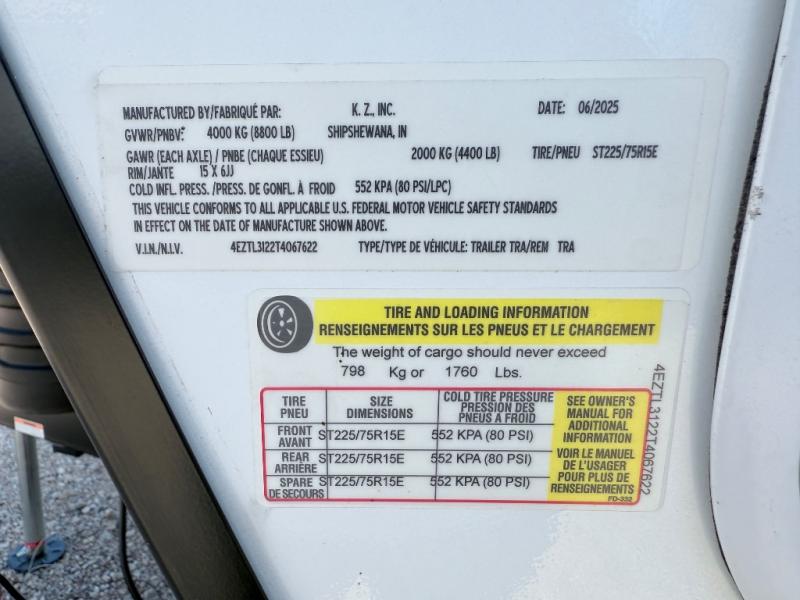 MANUFACTURED BY/FABRIQUÉ PAR: K. Z., INC. DATE: 06/2025
GVWR/PNBV: 4000 KG (8800 LB) SHIPSHEWANA, IN
GAWR (EACH AXLE) / PNBE (CHAQUE ESSIEU) 2000 KG (4400 LB) TIRE/PNEU ST225/75R15E
RIM/JANTE 15 X 6JJ
COLD INFL. PRESS. /PRESS. DE GONFL. À FROID 552 KPA (80 PSI/LPC)
THIS VEHICLE CONFORMS TO ALL APPLICABLE U.S. FEDERAL MOTOR VEHICLE SAFETY STANDARDS
IN EFFECT ON THE DATE OF MANUFACTURE SHOWN ABOVE.
V.I.N./N.I.V. 4EZTL3122T4067622 TYPE/TYPE DE VÉHICULE: TRAILER TRA/REM TRA
TIRE AND LOADING INFORMATION
RENSEIGNEMENTS SUR LES PNEUS ET LE CHARGEMENT
The weight of cargo should never exceed
798 Kg or 1760 Lbs.
TIRE SIZE COLD TIRE PRESSURE
PNEU DIMENSIONS PRESSION DES
PNEUS A FROID
FRONT
AVANT ST225/75R15E 552 KPA (80 PSI)
REAR
ARRIÈRE ST225/75R15E 552 KPA (80 PSI)
SPARE
DE SECOURS ST225/75R15E 552 KPA (80 PSI)
SEE OWNER'S
MANUAL FOR
ADDITIONAL
INFORMATION
VOIR LE MANUEL
DE L'USAGER
POUR PLUS DE
RENSEIGNEMENTS
FD-332
4EZTL3122T4067622